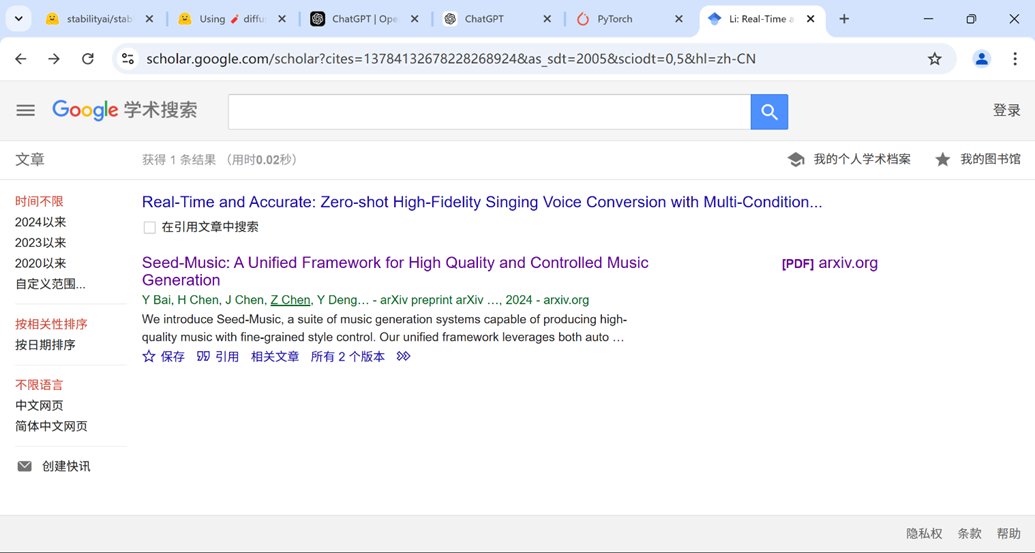 stabilityai/stab
Using 🧨 diffu
ChatGPT | Ope
ChatGPT
PyTorch
Li: Real-Time a
scholar.google.com/scholar?cites=13784132678228268924&as_sdt=2005&sciodt=0,5&hl=zh-CN
Google 学术搜索
登录
文章
获得 1 条结果 （用时0.02秒）
我的个人学术档案
我的图书馆
时间不限
2024以来
2023以来
2020以来
自定义范围...
按相关性排序
按日期排序
不限语言
中文网页
简体中文网页
创建快讯
Real-Time and Accurate: Zero-shot High-Fidelity Singing Voice Conversion with Multi-Condition...
在引用文章中搜索
Seed-Music: A Unified Framework for High Quality and Controlled Music
Generation
[PDF] arxiv.org
Y Bai, H Chen, J Chen, Z Chen, Y Deng… - arXiv preprint arXiv …, 2024 - arxiv.org
We introduce Seed-Music, a suite of music generation systems capable of producing high-
quality music with fine-grained style control. Our unified framework leverages both auto …
保存 引用 相关文章 所有 2 个版本
隐私权 条款 帮助